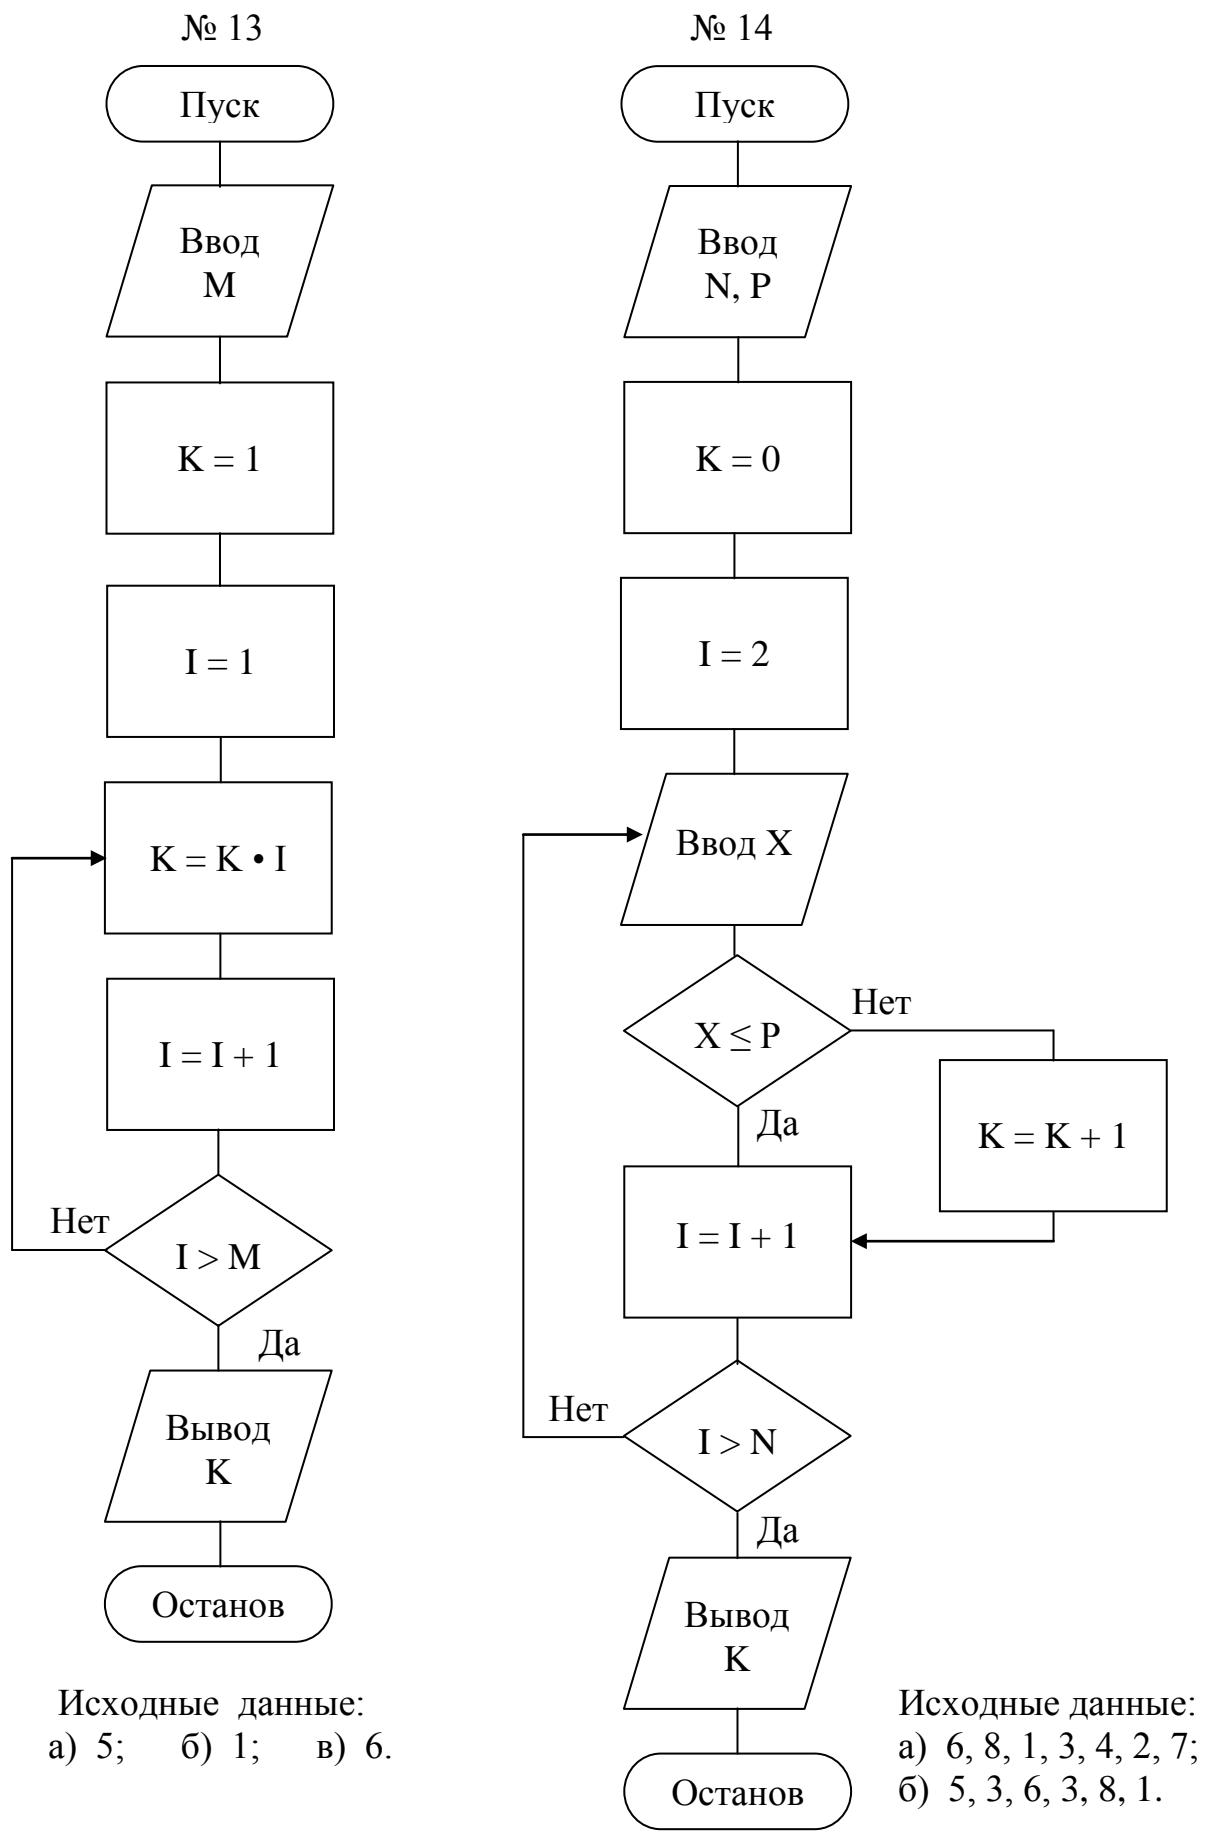 № 13
Пуск
Ввод
M
K = 1
I = 1
K = K • I
I = I + 1
Нет
I > M
Да
Вывод
K
Останов
Исходные данные:
а) 5; б) 1; в) 6.
№ 14
Пуск
Ввод
N, P
K = 0
I = 2
Ввод X
Нет
X ≤ P
Да
K = K + 1
I = I + 1
Нет
I > N
Да
Вывод
K
Останов
Исходные данные:
а) 6, 8, 1, 3, 4, 2, 7;
б) 5, 3, 6, 3, 8, 1.